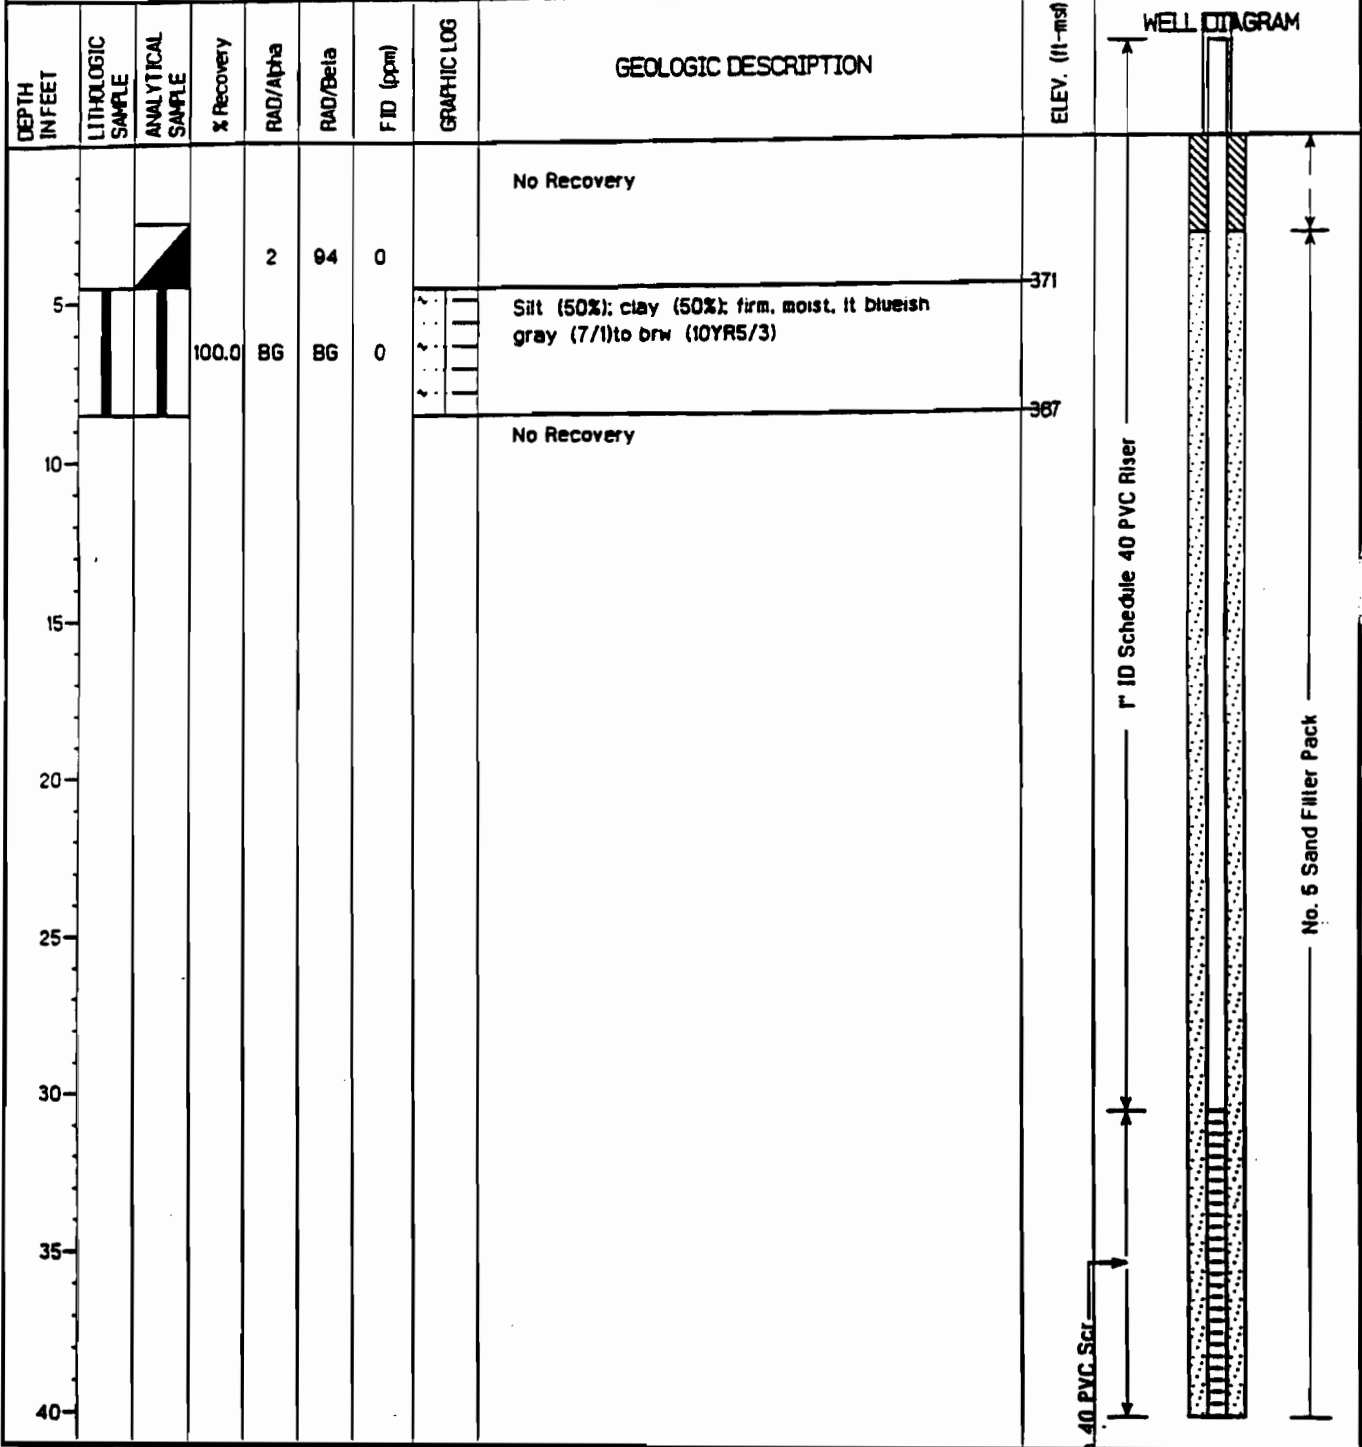 DEPTH
IN FEET
LITHOLOGIC
SAMPLE
ANALYTICAL
SAMPLE
% Recovery
RAD/Alpha
RAD/Beta
FID (ppm)
GRAPHIC LOG
GEOLOGIC DESCRIPTION
ELEV. (ft-msl)
WELL DIAGRAM
No Recovery
2 94 0
371
5
Silt (50%); clay (50%); firm, moist, lt blueish
gray (7/1)to brw (10YR5/3)
100.0 BG BG 0
367
No Recovery
10
15
20
25
30
35
40
1" ID Schedule 40 PVC Riser
No. 5 Sand Filter Pack
40 PVC Scr